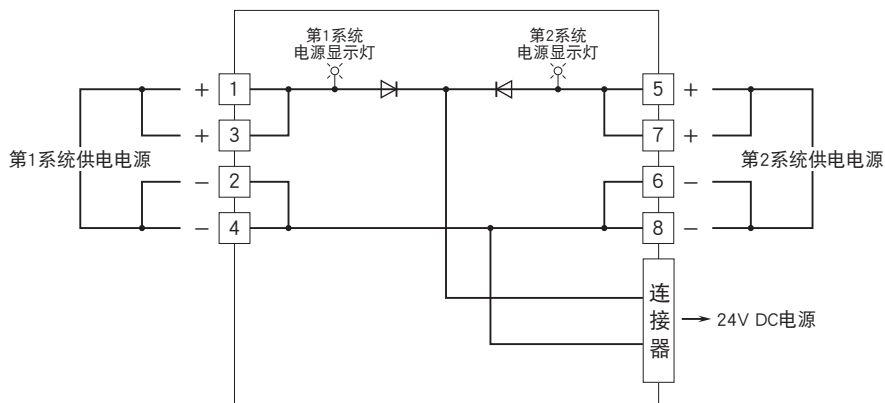 第1系统
电源显示灯
第2系统
电源显示灯
+ 1
5 +
+ 3
7 +
第1系统供电电源
第2系统供电电源
− 2
6 −
− 4
8 −
连接器
24V DC电源